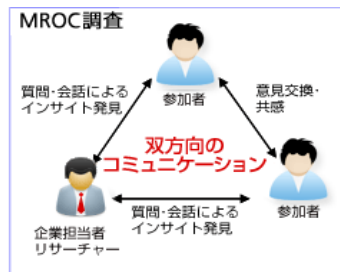 MROC調査
質問・会話による
インサイト発見
参加者
意見交換・
共感
双方向の
コミュニケーション
企業担当者
リサーチャー
質問・会話による
インサイト発見
参加者